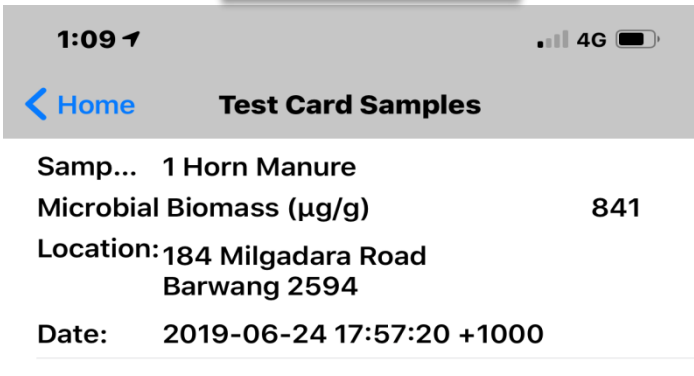 1:09 4G
Home Test Card Samples
Samp... 1 Horn Manure
Microbial Biomass (µg/g) 841
Location: 184 Milgadara Road
Barwang 2594
Date: 2019-06-24 17:57:20 +1000